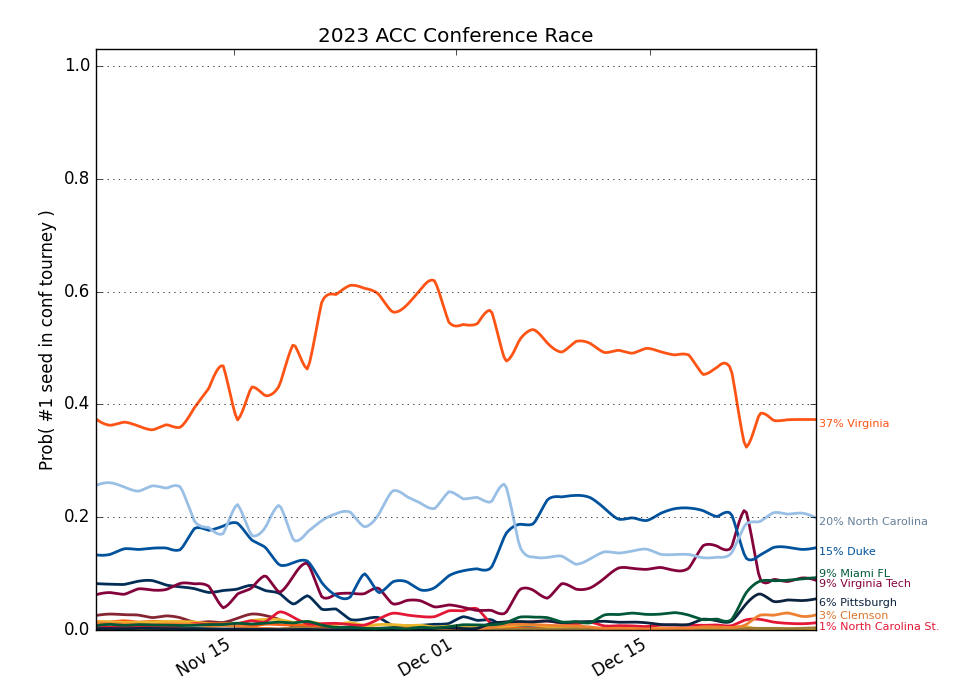 2023 ACC Conference Race
1.0
0.8
0.6
0.4
0.2
0.0
Prob( #1 seed in conf tourney )
Nov 15
Dec 01
Dec 15
37% Virginia
20% North Carolina
15% Duke
9% Miami FL
9% Virginia Tech
6% Pittsburgh
3% Clemson
1% North Carolina St.